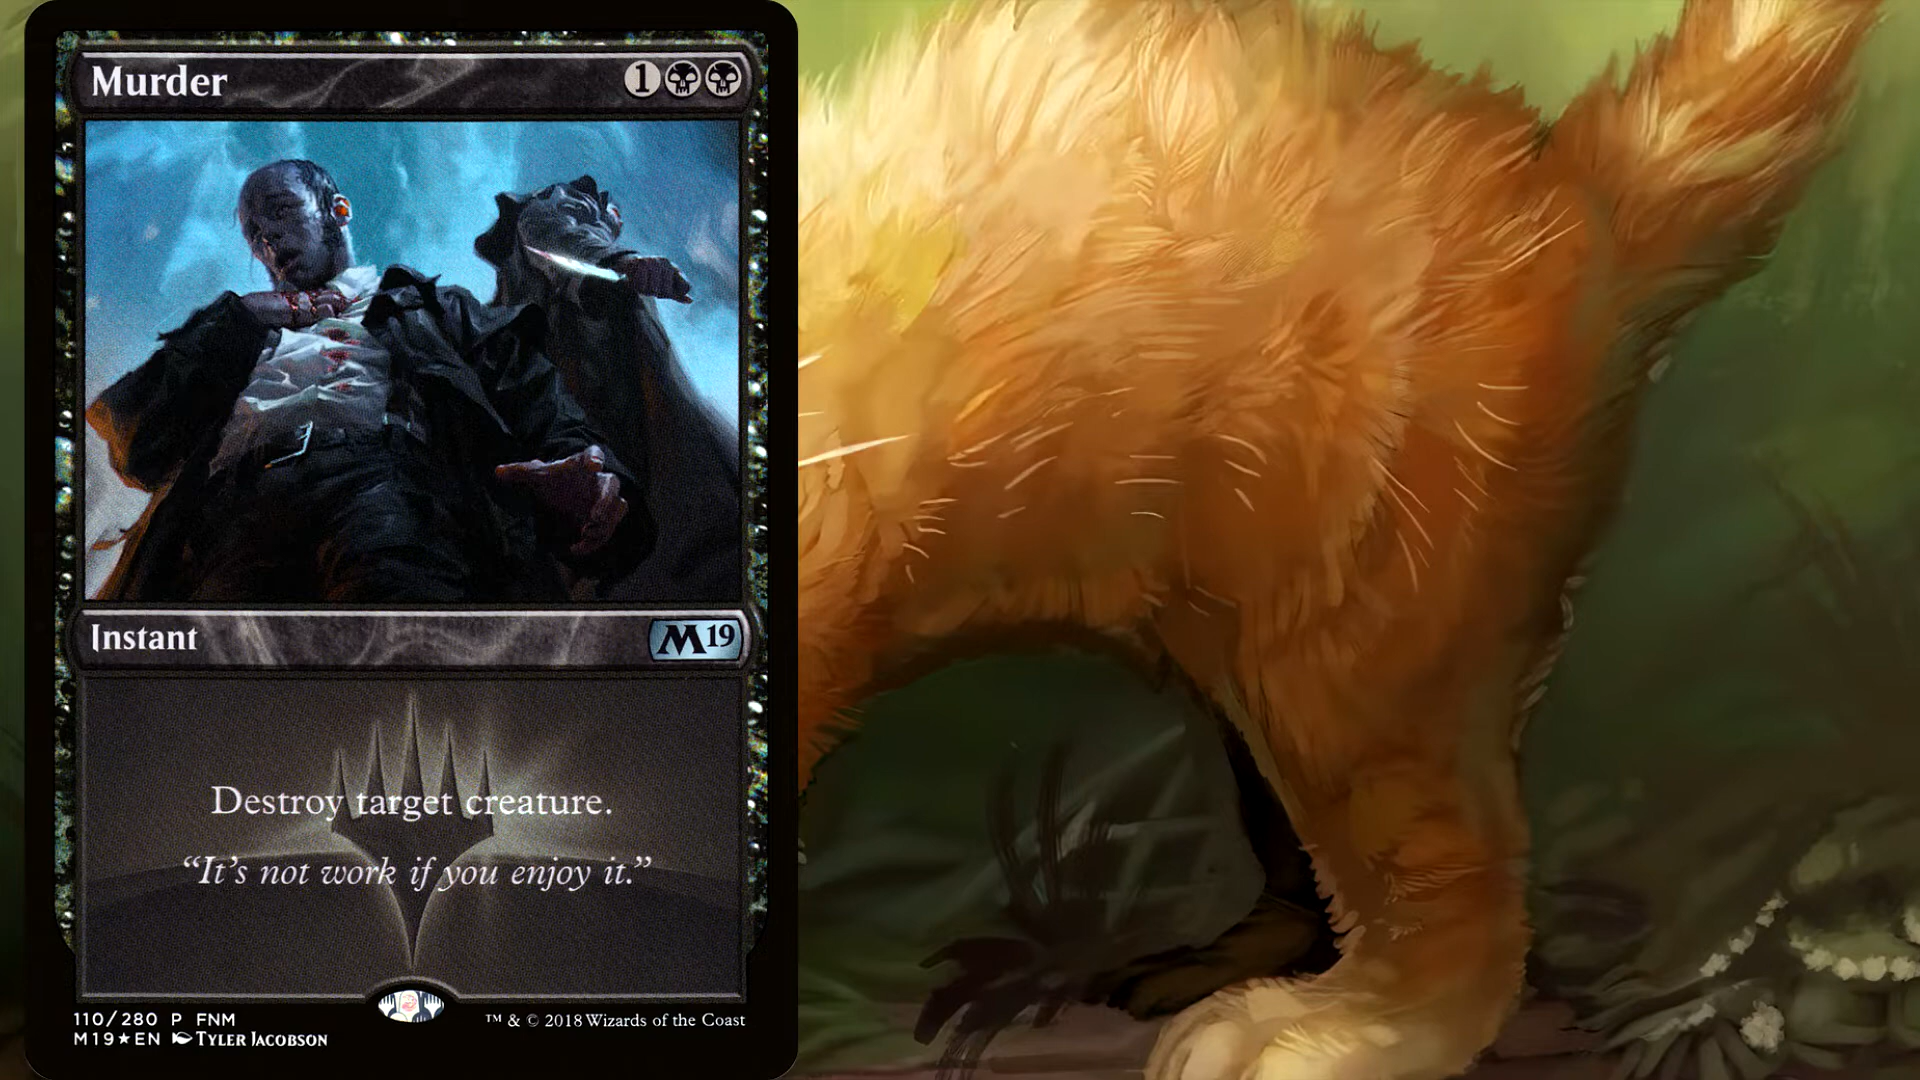 Murder 1
Instant M19
Destroy target creature.
“It’s not work if you enjoy it.”
110/280 P FNM
M19★EN Tyler Jacobson
™ & © 2018 Wizards of the Coast